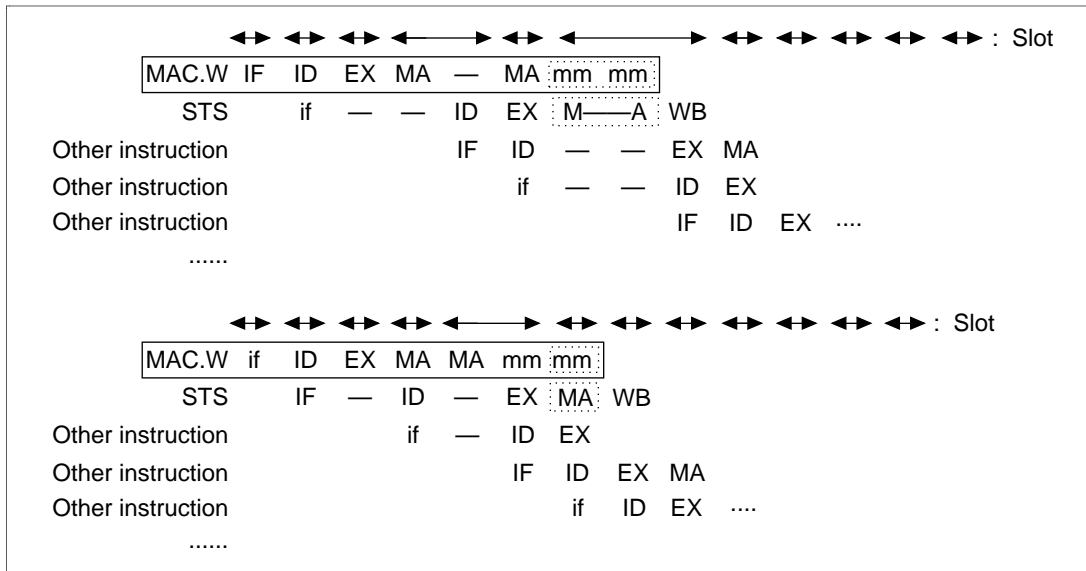 : Slot
MAC.W IF ID EX MA — MA mm mm
STS if — — ID EX M——A WB
Other instruction IF ID — — EX MA
Other instruction if — — ID EX
Other instruction IF ID EX ....
......
: Slot
MAC.W if ID EX MA MA mm mm
STS IF — ID — EX MA WB
Other instruction if — ID EX
Other instruction IF ID EX MA
Other instruction if ID EX ....
......